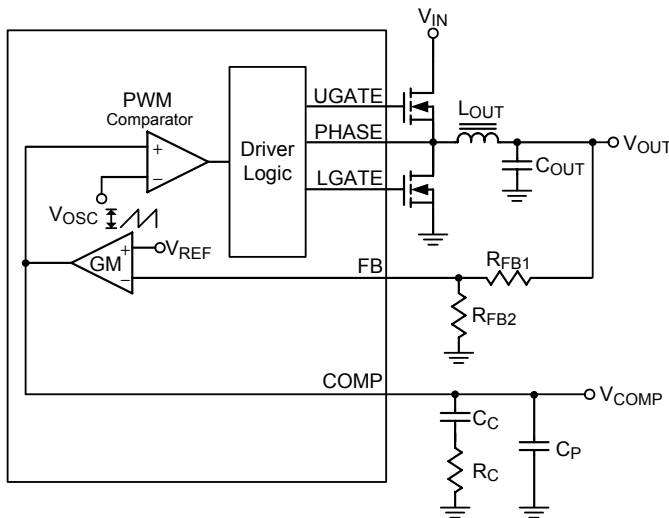 VIN
PWM
Comparator
+
−
Driver
Logic
UGATE
PHASE
LGATE
LOUT
COUT
VOUT
VOSC
GM
+
−
VREF
FB
RFB1
RFB2
COMP
VCOMP
CC
RC
CP